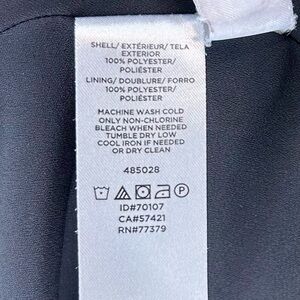 SHELL/ EXTÉRIEUR/ TELA
EXTERIOR
100% POLYESTER/
POLIÉSTER
LINING/ DOUBLURE/ FORRO
100% POLYESTER/
POLIÉSTER
MACHINE WASH COLD
ONLY NON-CHLORINE
BLEACH WHEN NEEDED
TUMBLE DRY LOW
COOL IRON IF NEEDED
OR DRY CLEAN
485028
P
ID#70107
CA#57421
RN#77379